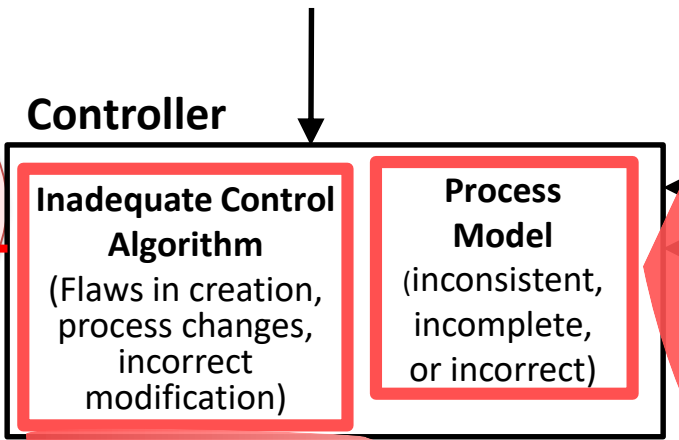 Controller
Inadequate Control
Algorithm
(Flaws in creation,
process changes,
incorrect
modification)
Process
Model
(inconsistent,
incomplete,
or incorrect)